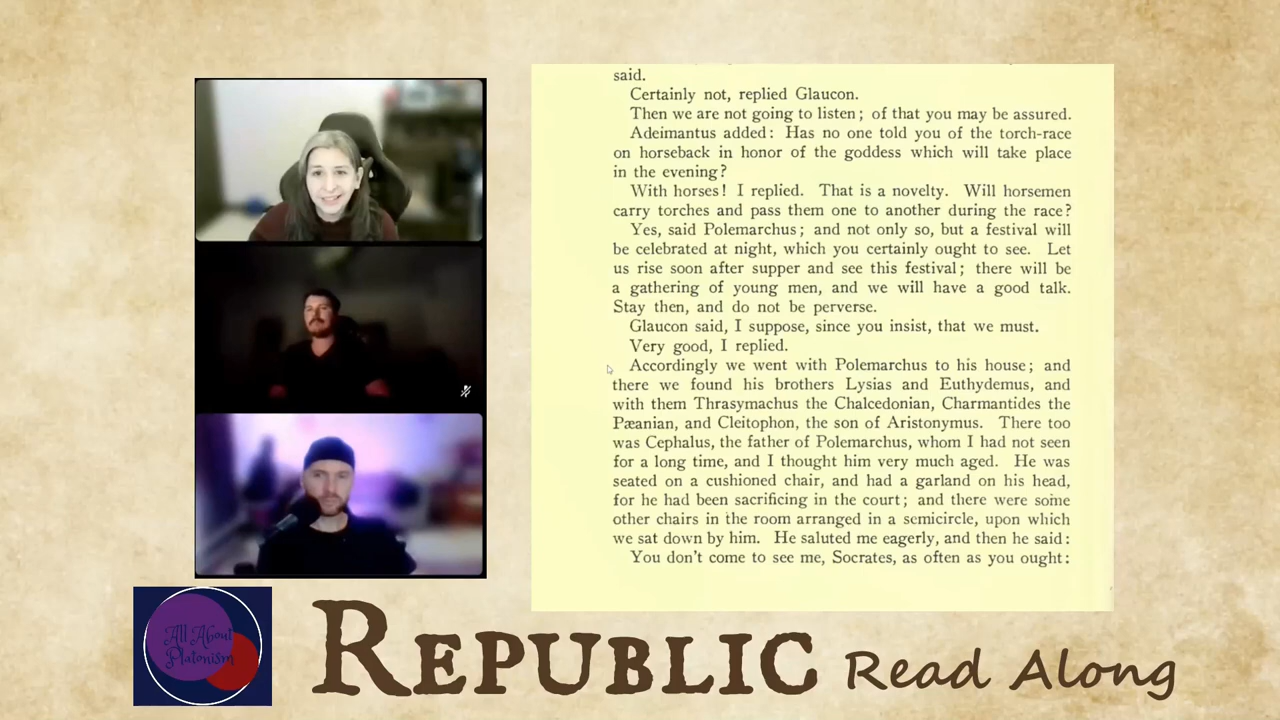 said.
Certainly not, replied Glaucon.
Then we are not going to listen; of that you may be assured.
Adeimantus added: Has no one told you of the torch-race
on horseback in honor of the goddess which will take place
in the evening?
With horses! I replied. That is a novelty. Will horsemen
carry torches and pass them one to another during the race?
Yes, said Polemarchus; and not only so, but a festival will
be celebrated at night, which you certainly ought to see. Let
us rise soon after supper and see this festival; there will be
a gathering of young men, and we will have a good talk.
Stay then, and do not be perverse.
Glaucon said, I suppose, since you insist, that we must.
Very good, I replied.
Accordingly we went with Polemarchus to his house; and
there we found his brothers Lysias and Euthydemus, and
with them Thrasymachus the Chalcedonian, Charmantides the
Pæanian, and Cleitophon, the son of Aristonymus. There too
was Cephalus, the father of Polemarchus, whom I had not seen
for a long time, and I thought him very much aged. He was
seated on a cushioned chair, and had a garland on his head,
for he had been sacrificing in the court; and there were some
other chairs in the room arranged in a semicircle, upon which
we sat down by him. He saluted me eagerly, and then he said:
You don't come to see me, Socrates, as often as you ought:
All About
Platonism
REPUBLIC Read Along